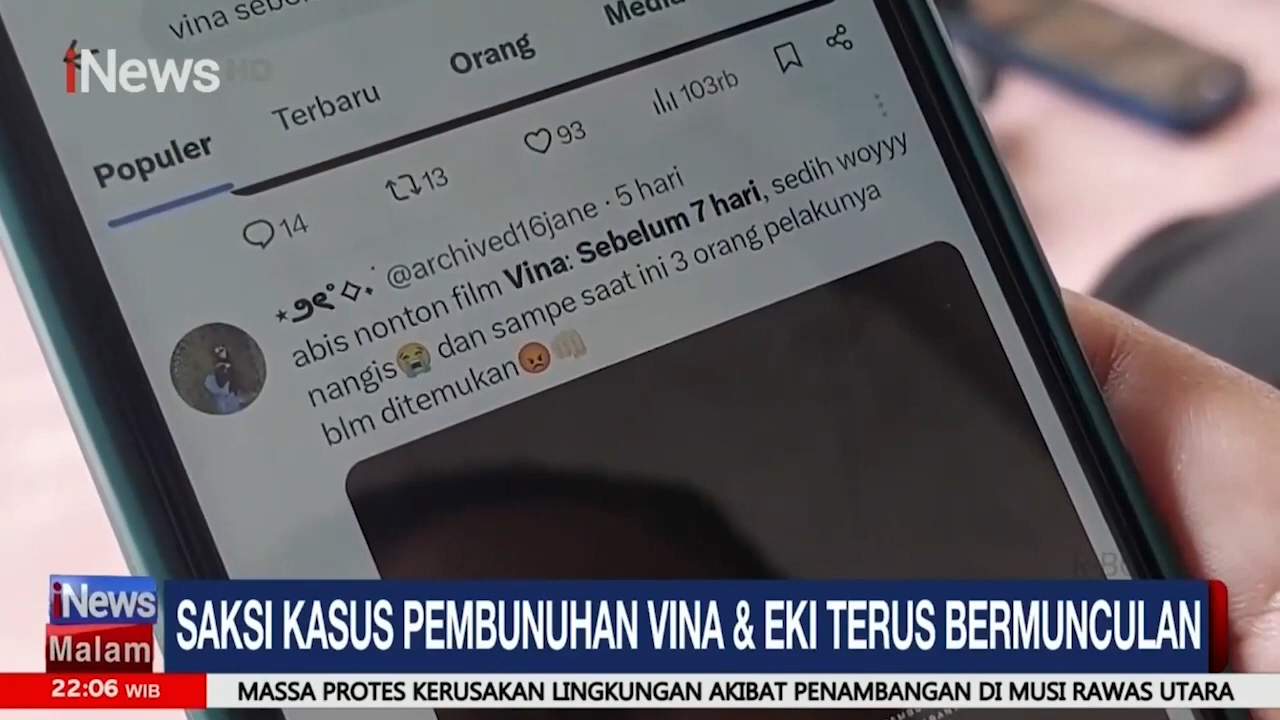 vina sebel
iNews HD
Populer
Terbaru
Orang
Media
14
13
93
103rb
@archived16jane · 5 hari
abis nonton film Vina: Sebelum 7 hari, sedih woyyy
nangis😭 dan sampe saat ini 3 orang pelakunya
blm ditemukan😡👊🏻
iNews
Malam
SAKSI KASUS PEMBUNUHAN VINA & EKI TERUS BERMUNCULAN
22:06 WIB
MASSA PROTES KERUSAKAN LINGKUNGAN AKIBAT PENAMBANGAN DI MUSI RAWAS UTARA